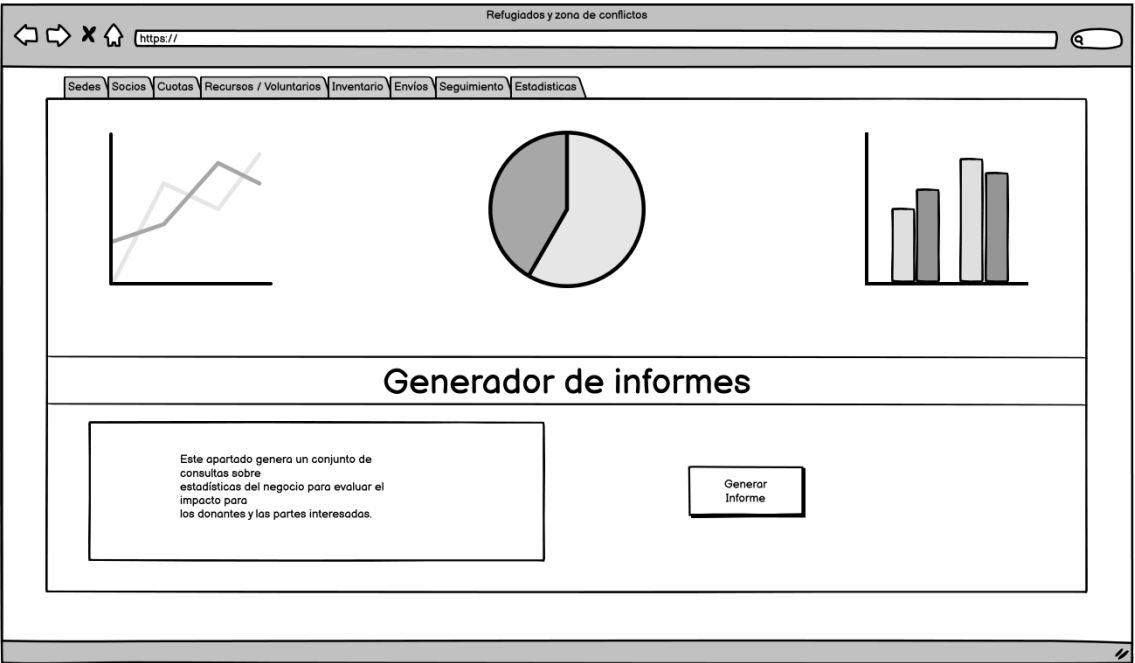 Refugiados y zona de conflictos
https://
Sedes Socios Cuotas Recursos / Voluntarios Inventario Envíos Seguimiento Estadisticas
Generador de informes
Este apartado genera un conjunto de
consultas sobre
estadísticas del negocio para evaluar el
impacto para
los donantes y las partes interesadas.
Generar
Informe